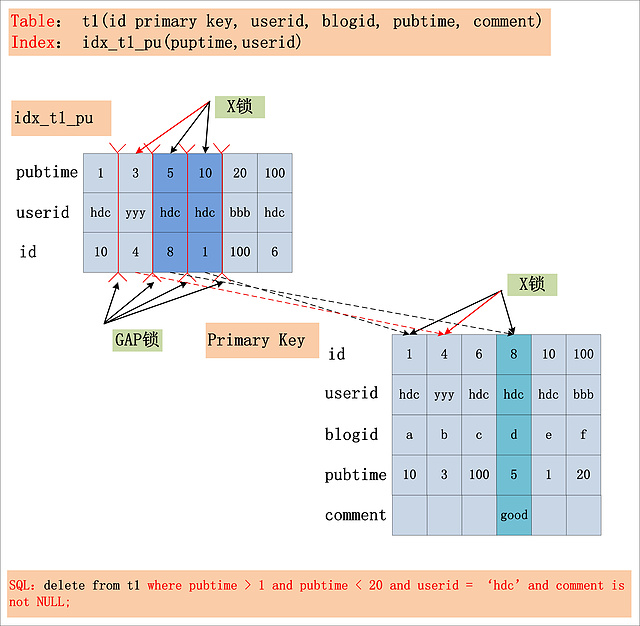 Table: t1(id primary key, userid, blogid, pubtime, comment)
Index: idx_t1_pu(puptime,userid)
X锁
idx_t1_pu
pubtime 1 3 5 10 20 100
userid hdc yyy hdc hdc bbb hdc
id 10 4 8 1 100 6
X锁
GAP锁
Primary Key
id 1 4 6 8 10 100
userid hdc yyy hdc hdc hdc bbb
blogid a b c d e f
pubtime 10 3 100 5 1 20
comment good
SQL: delete from t1 where pubtime > 1 and pubtime < 20 and userid = ‘hdc’ and comment is
not NULL;